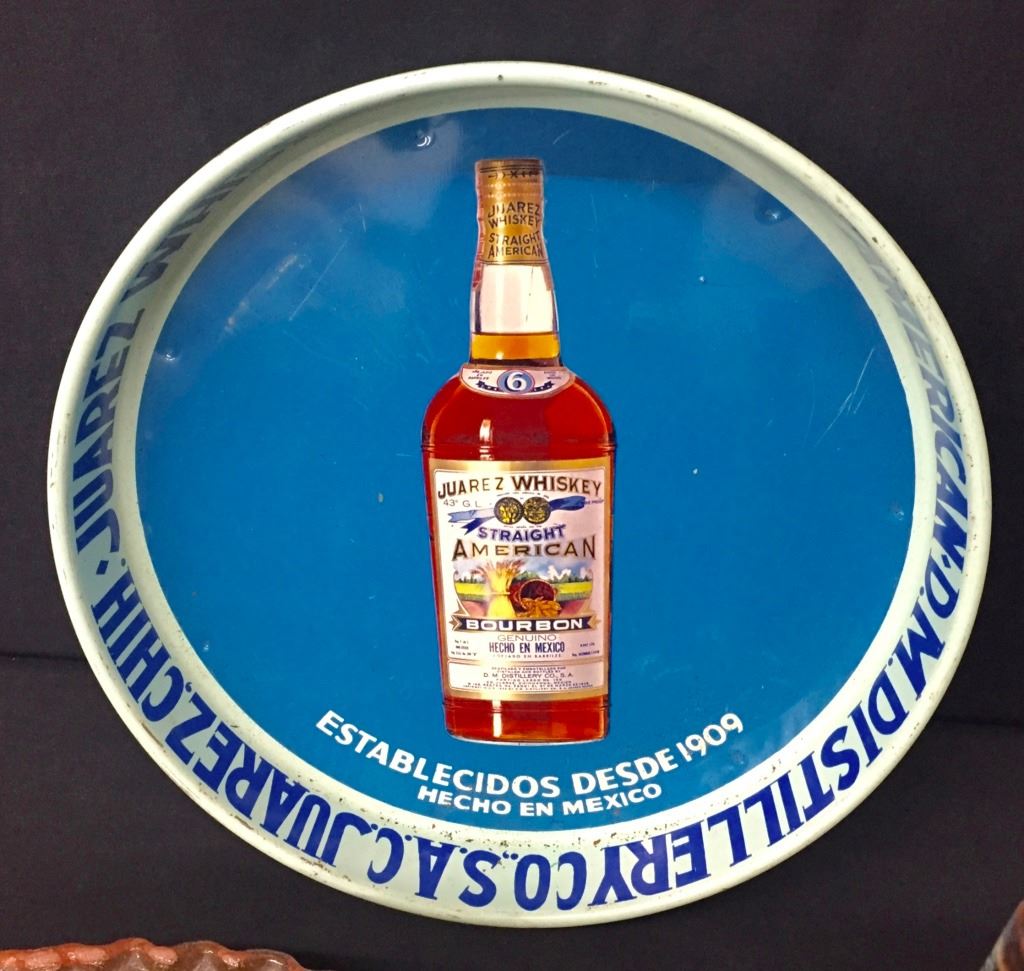 JUAREZ
WHISKEY
STRAIGHT
AMERICAN
6
JUAREZ WHISKEY
43° G L
STRAIGHT
AMERICAN
BOURBON
GENUINO
HECHO EN MEXICO
D. M. DISTILLERY CO., S. A.
ESTABLECIDOS DESDE 1909
HECHO EN MEXICO
JUAREZ
AMERICAN · D.M. DISTILLERY CO., S.A. C. JUAREZ, CHIH. ·